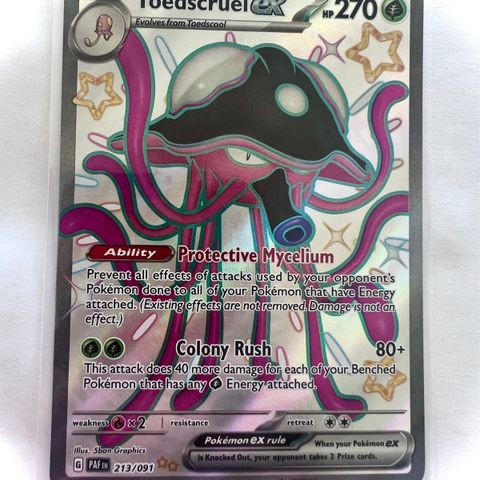 Toedscruel ex HP 270
Evolves from Toedscool
Ability Protective Mycelium
Prevent all effects of attacks used by your opponent's
Pokémon done to all of your Pokémon that have Energy
attached. (Existing effects are not removed. Damage is not an
effect.)
Colony Rush 80+
This attack does 40 more damage for each of your Benched
Pokémon that has any Energy attached.
weakness ×2 resistance retreat
Illus. 5ban Graphics
Pokémon ex rule
When your Pokémon ex
is Knocked Out, your opponent takes 2 Prize cards.
G PAF EN 213/091